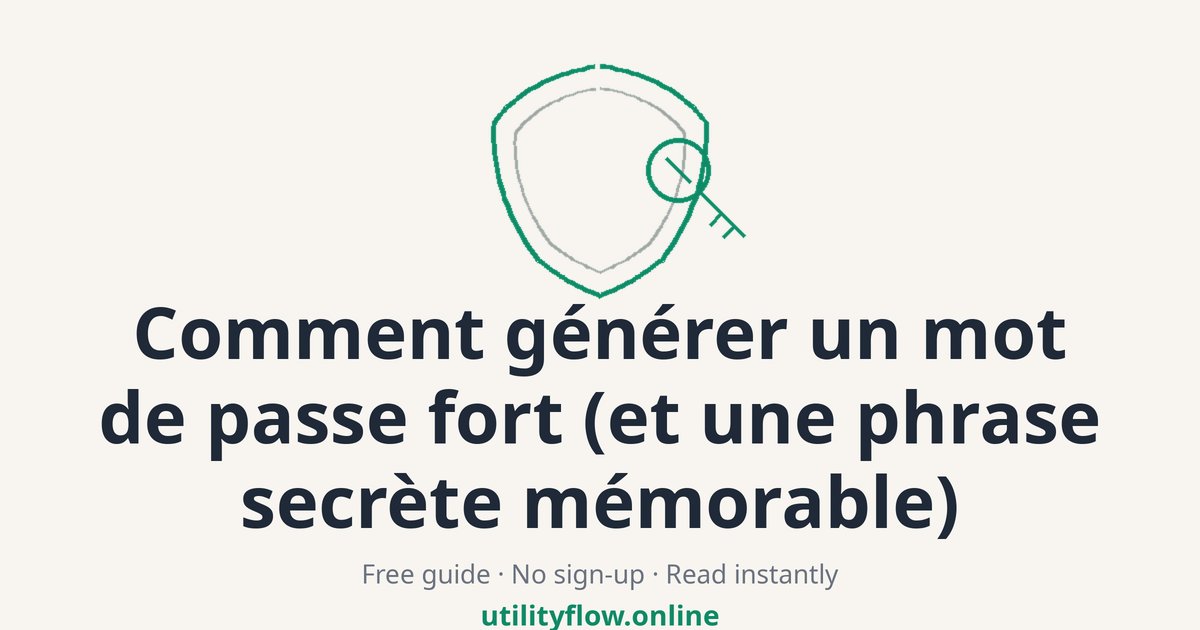 Comment générer un mot
de passe fort (et une phrase
secrète mémorable)
Free guide · No sign-up · Read instantly
utilityflow.online